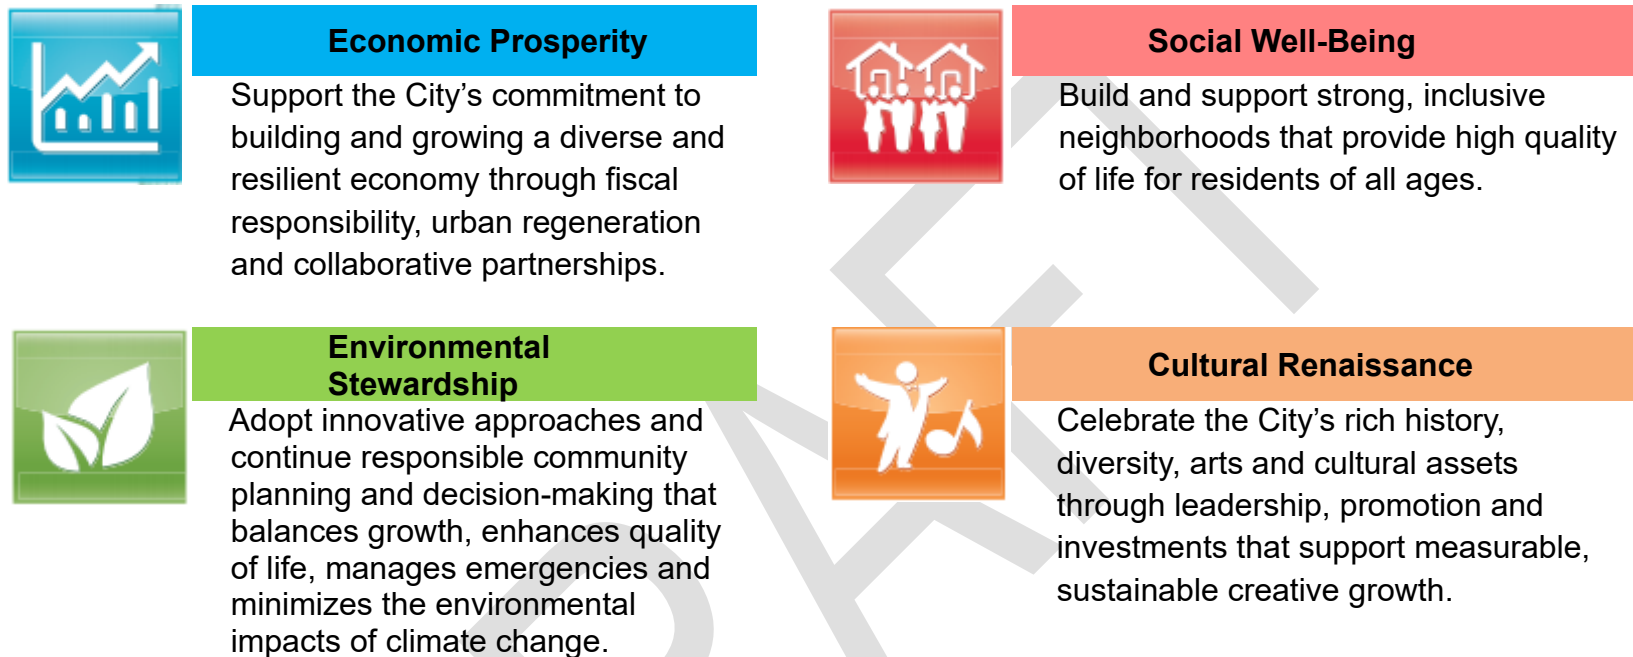 Economic Prosperity
Support the City’s commitment to
building and growing a diverse and
resilient economy through fiscal
responsibility, urban regeneration
and collaborative partnerships.
Social Well-Being
Build and support strong, inclusive
neighborhoods that provide high quality
of life for residents of all ages.
Environmental
Stewardship
Adopt innovative approaches and
continue responsible community
planning and decision-making that
balances growth, enhances quality
of life, manages emergencies and
minimizes the environmental
impacts of climate change.
Cultural Renaissance
Celebrate the City’s rich history,
diversity, arts and cultural assets
through leadership, promotion and
investments that support measurable,
sustainable creative growth.